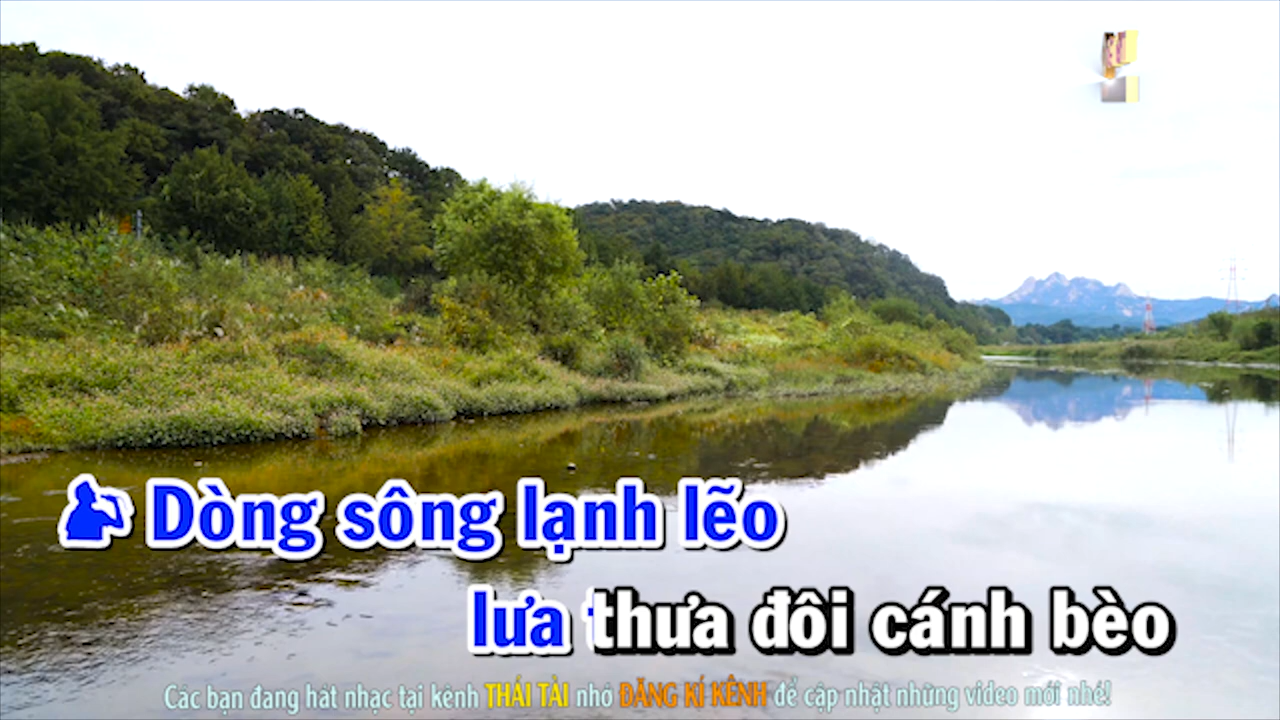 Dòng sông lạnh lẽo
lưa thưa đôi cánh bèo
Các bạn đang hát nhạc tại kênh THÁI TÀI nhớ ĐĂNG KÍ KÊNH để cập nhật những video mới nhé!